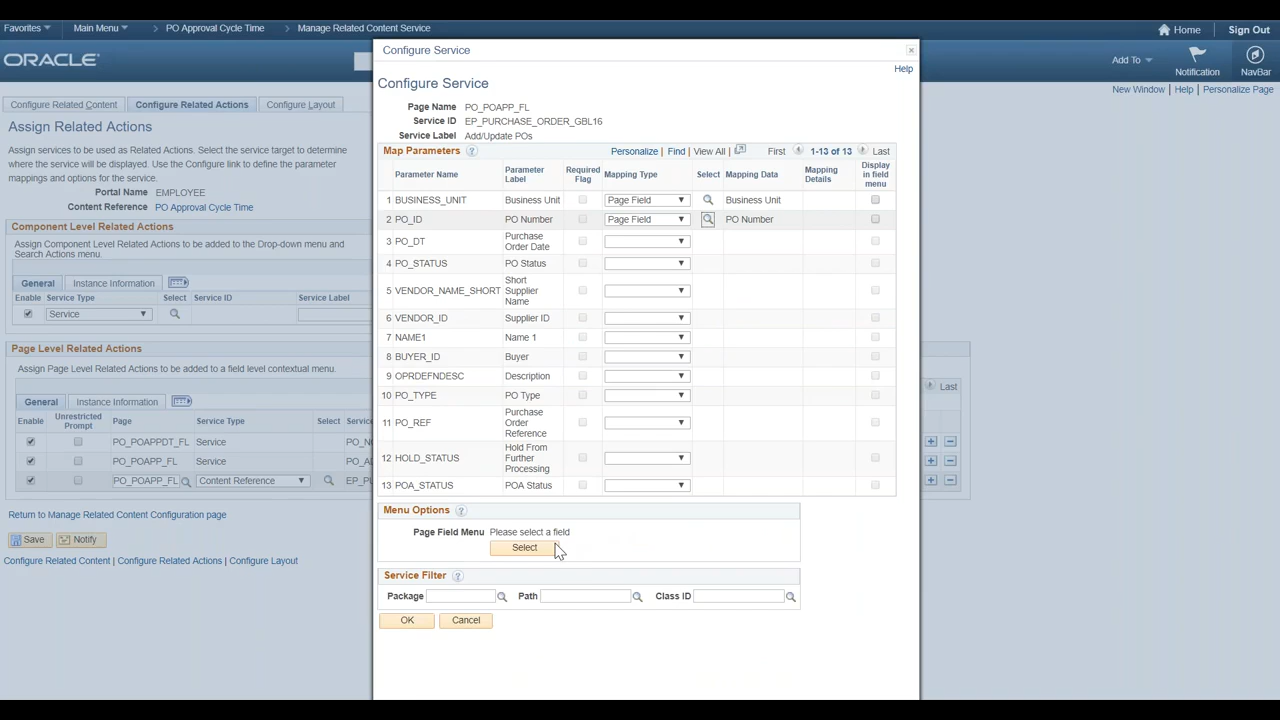 Favorites
Main Menu
PO Approval Cycle Time
Manage Related Content Service
Home
Sign Out
ORACLE
Add To
Notification
NavBar
New Window | Help | Personalize Page
Configure Related Content
Configure Related Actions
Configure Layout
Assign Related Actions
Assign services to be used as Related Actions. Select the service target to determine
where the service will be displayed. Use the Configure link to define the parameter
mappings and options for the service.
Portal Name EMPLOYEE
Content Reference PO Approval Cycle Time
Component Level Related Actions
Assign Component Level Related Actions to be added to the Drop-down menu and
Search Actions menu.
General
Instance Information
Enable Service Type Select Service ID Service Label
Service
Page Level Related Actions
Assign Page Level Related Actions to be added to a field level contextual menu.
Last
General
Instance Information
Enable Unrestricted Prompt Page Service Type Select
PO_POAPPDT_FL Service
PO_POAPP_FL Service
PO_POAPP_FL Content Reference
Return to Manage Related Content Configuration page
Save
Notify
Configure Related Content | Configure Related Actions | Configure Layout
Configure Service
Help
Configure Service
Page Name PO_POAPP_FL
Service ID EP_PURCHASE_ORDER_GBL16
Service Label Add/Update POs
Map Parameters
Personalize | Find | View All | First 1-13 of 13 Last
Parameter Name Parameter Label Required Flag Mapping Type Select Mapping Data Mapping Details Display in field menu
1 BUSINESS_UNIT Business Unit Page Field Business Unit
2 PO_ID PO Number Page Field PO Number
3 PO_DT Purchase Order Date
4 PO_STATUS PO Status
5 VENDOR_NAME_SHORT Short Supplier Name
6 VENDOR_ID Supplier ID
7 NAME1 Name 1
8 BUYER_ID Buyer
9 OPRDEFNDESC Description
10 PO_TYPE PO Type
11 PO_REF Purchase Order Reference
12 HOLD_STATUS Hold From Further Processing
13 POA_STATUS POA Status
Menu Options
Page Field Menu Please select a field
Select
Service Filter
Package Path Class ID
OK
Cancel